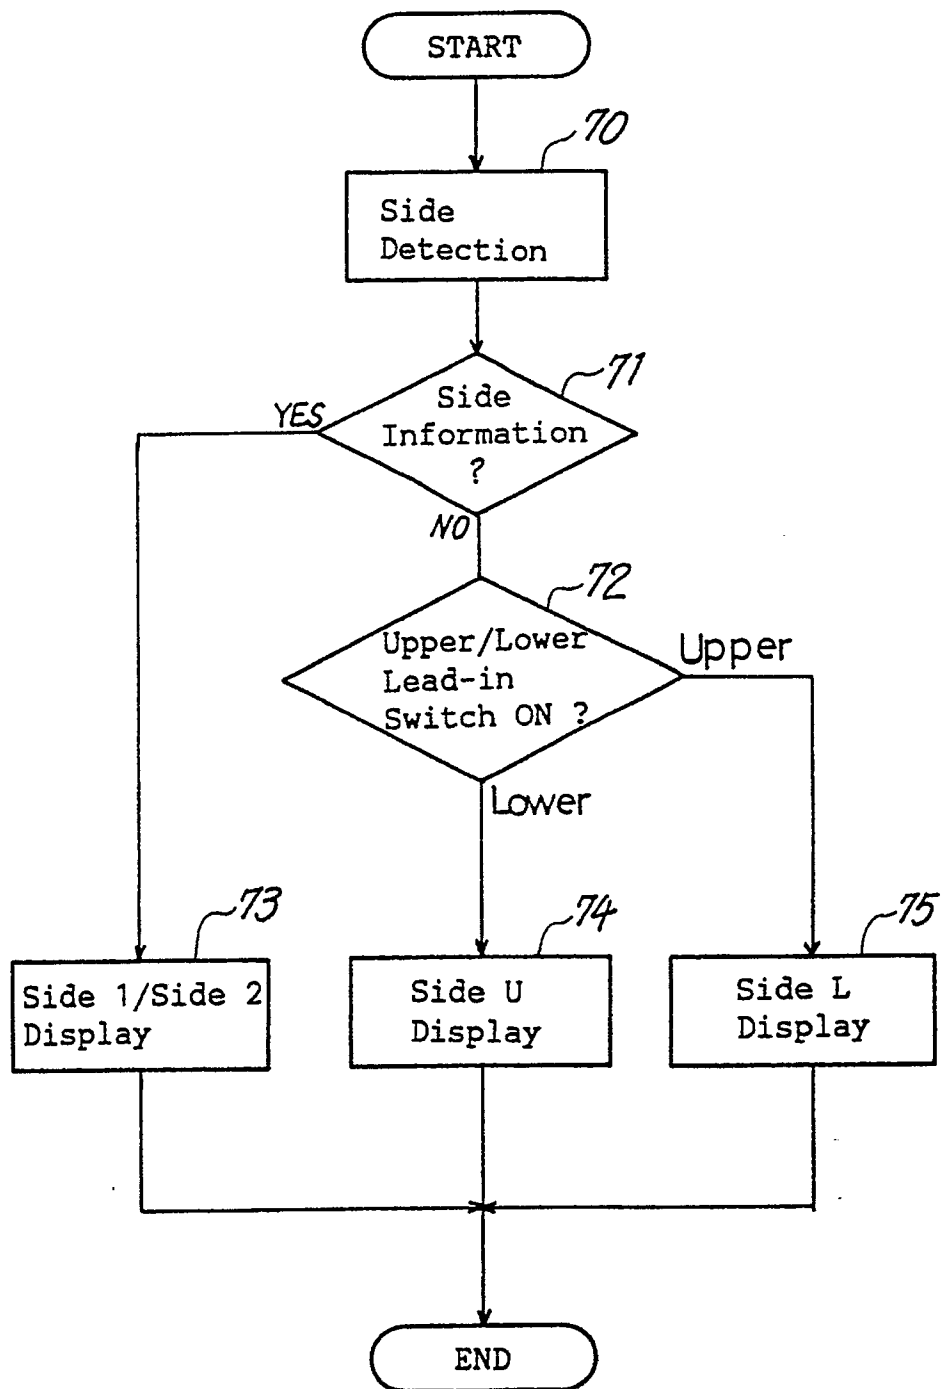 START
70
Side
Detection
71
YES
Side
Information
?
NO
72
Upper/Lower
Lead-in
Switch ON ?
Upper
Lower
73
Side 1/Side 2
Display
74
Side U
Display
75
Side L
Display
END